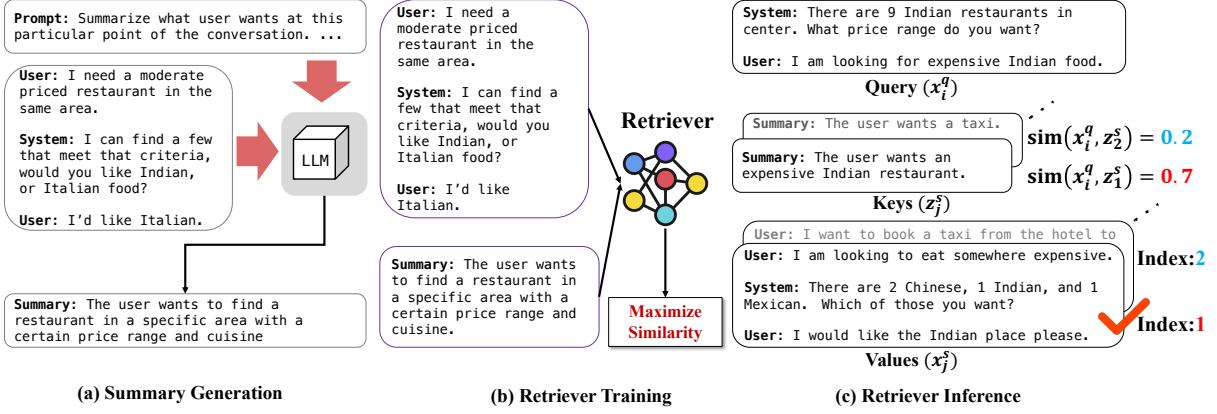 Prompt: Summarize what user wants at this
particular point of the conversation. ...
User: I need a moderate
priced restaurant in the
same area.
System: I can find a few
that meet that criteria,
would you like Indian,
or Italian food?
User: I'd like Italian.
LLM
Summary: The user wants to find a
restaurant in a specific area with a
certain price range and cuisine
(a) Summary Generation
User: I need a
moderate priced
restaurant in the
same area.
System: I can find a
few that meet that
criteria, would you
like Indian, or
Italian food?
User: I'd like
Italian.
Summary: The user wants
to find a restaurant in
a specific area with a
certain price range and
cuisine.
Retriever
Maximize
Similarity
(b) Retriever Training
System: There are 9 Indian restaurants in
center. What price range do you want?
User: I am looking for expensive Indian food.
Query (x_i^q)
Summary: The user wants a taxi.
Summary: The user wants an
expensive Indian restaurant.
Keys (z_j^s)
sim(x_i^q, z_2^s) = 0.2
sim(x_i^q, z_1^s) = 0.7
User: I want to book a taxi from the hotel to
User: I am looking to eat somewhere expensive.
System: There are 2 Chinese, 1 Indian, and 1
Mexican. Which of those you want?
User: I would like the Indian place please.
Values (x_j^s)
Index:2
Index:1
(c) Retriever Inference